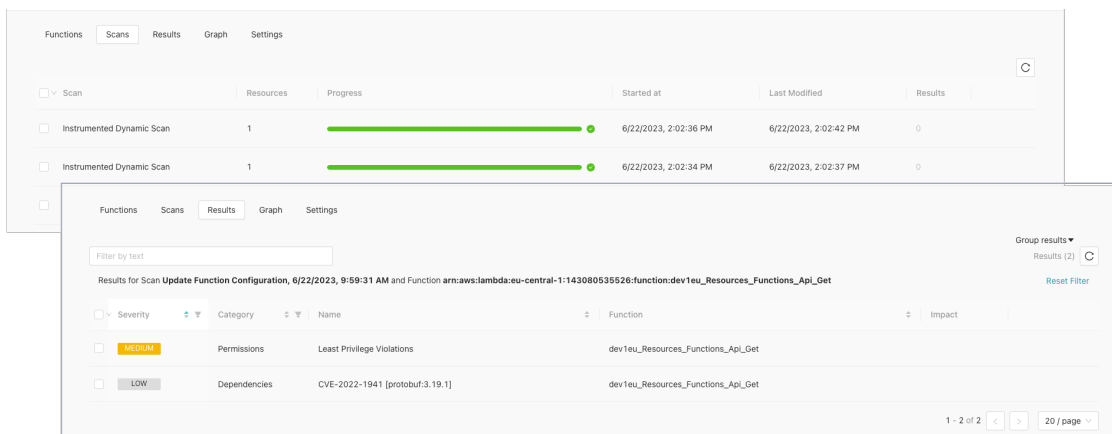 Functions Scans Results Graph Settings
Scan Resources Progress Started at Last Modified Results
Instrumented Dynamic Scan 1 6/22/2023, 2:02:36 PM 6/22/2023, 2:02:42 PM 0
Instrumented Dynamic Scan 1 6/22/2023, 2:02:34 PM 6/22/2023, 2:02:37 PM 0
Functions Scans Results Graph Settings
Group results
Filter by text Results (2)
Results for Scan Update Function Configuration, 6/22/2023, 9:59:31 AM and Function arn:aws:lambda:eu-central-1:143080535526:function:dev1eu_Resources_Functions_Api_Get Reset Filter
Severity Category Name Function Impact
MEDIUM Permissions Least Privilege Violations dev1eu_Resources_Functions_Api_Get
LOW Dependencies CVE-2022-1941 [protobuf:3.19.1] dev1eu_Resources_Functions_Api_Get
1 - 2 of 2 < > 20 / page